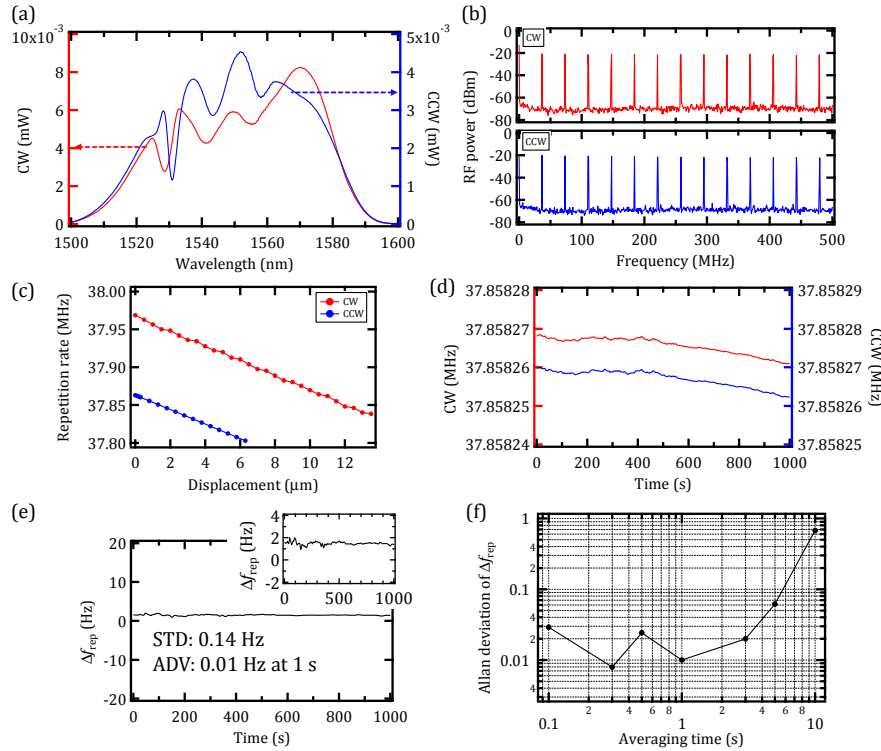 (a)
10x10⁻³
8
6
4
2
0
CW (mW)
5x10⁻³
4
3
2
1
0
CCW (mW)
1500 1520 1540 1560 1580 1600
Wavelength (nm)
(b)
CW
0
-20
-40
-60
-80
CCW
0
-20
-40
-60
-80
RF power (dBm)
0 100 200 300 400 500
Frequency (MHz)
(c)
38.00
37.95
37.90
37.85
37.80
Repetition rate (MHz)
CW
CCW
0 2 4 6 8 10 12
Displacement (μm)
(d)
37.85828
37.85827
37.85826
37.85825
37.85824
CW (MHz)
37.85829
37.85828
37.85827
37.85826
37.85825
CCW (MHz)
0 200 400 600 800 1000
Time (s)
(e)
20
10
0
-10
-20
Δf_rep (Hz)
4
2
0
-2
Δf_rep (Hz)
0 500 1000
STD: 0.14 Hz
ADV: 0.01 Hz at 1 s
0 200 400 600 800 1000
Time (s)
(f)
1
4
2
0.1
4
2
0.01
4
Allan deviation of Δf_rep
0.1 2 4 6 8 1 2 4 6 8 10
Averaging time (s)